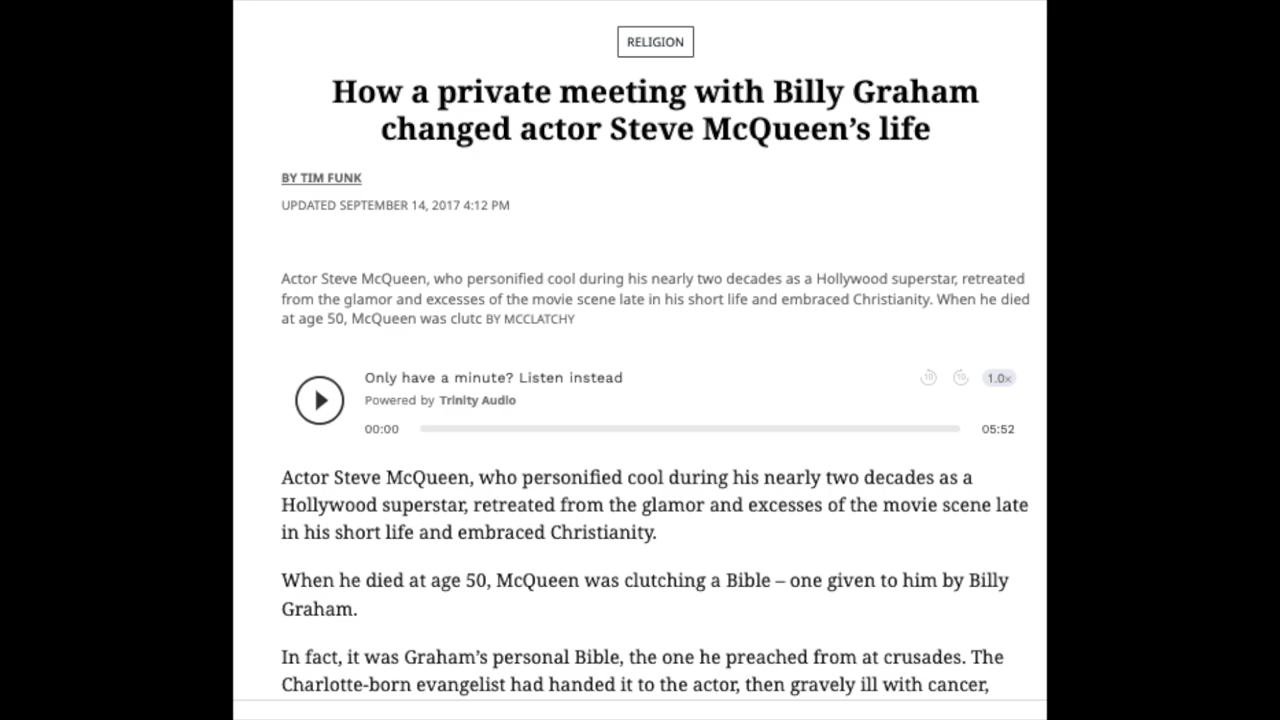 RELIGION
How a private meeting with Billy Graham
changed actor Steve McQueen’s life
BY TIM FUNK
UPDATED SEPTEMBER 14, 2017 4:12 PM
Actor Steve McQueen, who personified cool during his nearly two decades as a Hollywood superstar, retreated
from the glamor and excesses of the movie scene late in his short life and embraced Christianity. When he died
at age 50, McQueen was clutc BY MCCLATCHY
Only have a minute? Listen instead
10 10 1.0x
Powered by Trinity Audio
00:00 05:52
Actor Steve McQueen, who personified cool during his nearly two decades as a
Hollywood superstar, retreated from the glamor and excesses of the movie scene late
in his short life and embraced Christianity.
When he died at age 50, McQueen was clutching a Bible – one given to him by Billy
Graham.
In fact, it was Graham’s personal Bible, the one he preached from at crusades. The
Charlotte-born evangelist had handed it to the actor, then gravely ill with cancer,